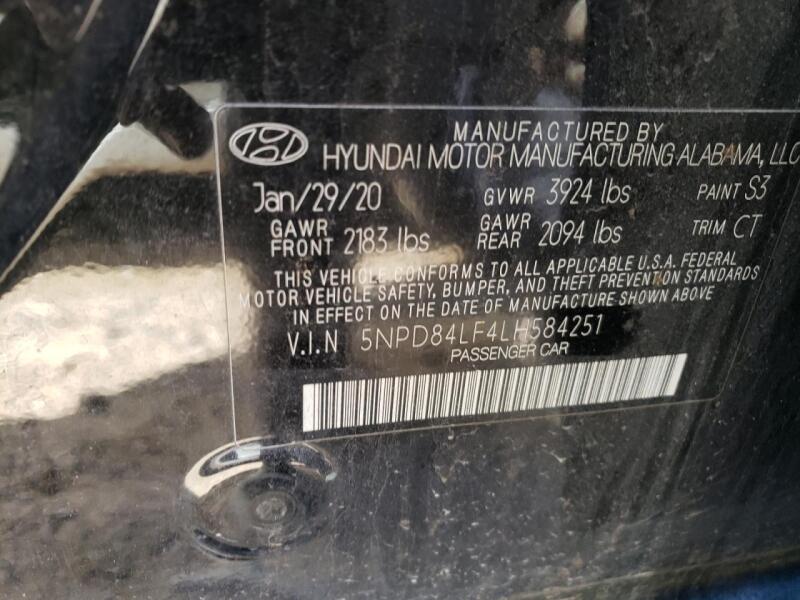 MANUFACTURED BY
HYUNDAI MOTOR MANUFACTURING ALABAMA, LLC
Jan/29/20 GVWR 3924 lbs PAINT S3
GAWR FRONT 2183 lbs GAWR REAR 2094 lbs TRIM CT
THIS VEHICLE CONFORMS TO ALL APPLICABLE U.S.A. FEDERAL
MOTOR VEHICLE SAFETY, BUMPER, AND THEFT PREVENTION STANDARDS
IN EFFECT ON THE DATE OF MANUFACTURE SHOWN ABOVE
V.I.N 5NPD84LF4LH584251
PASSENGER CAR